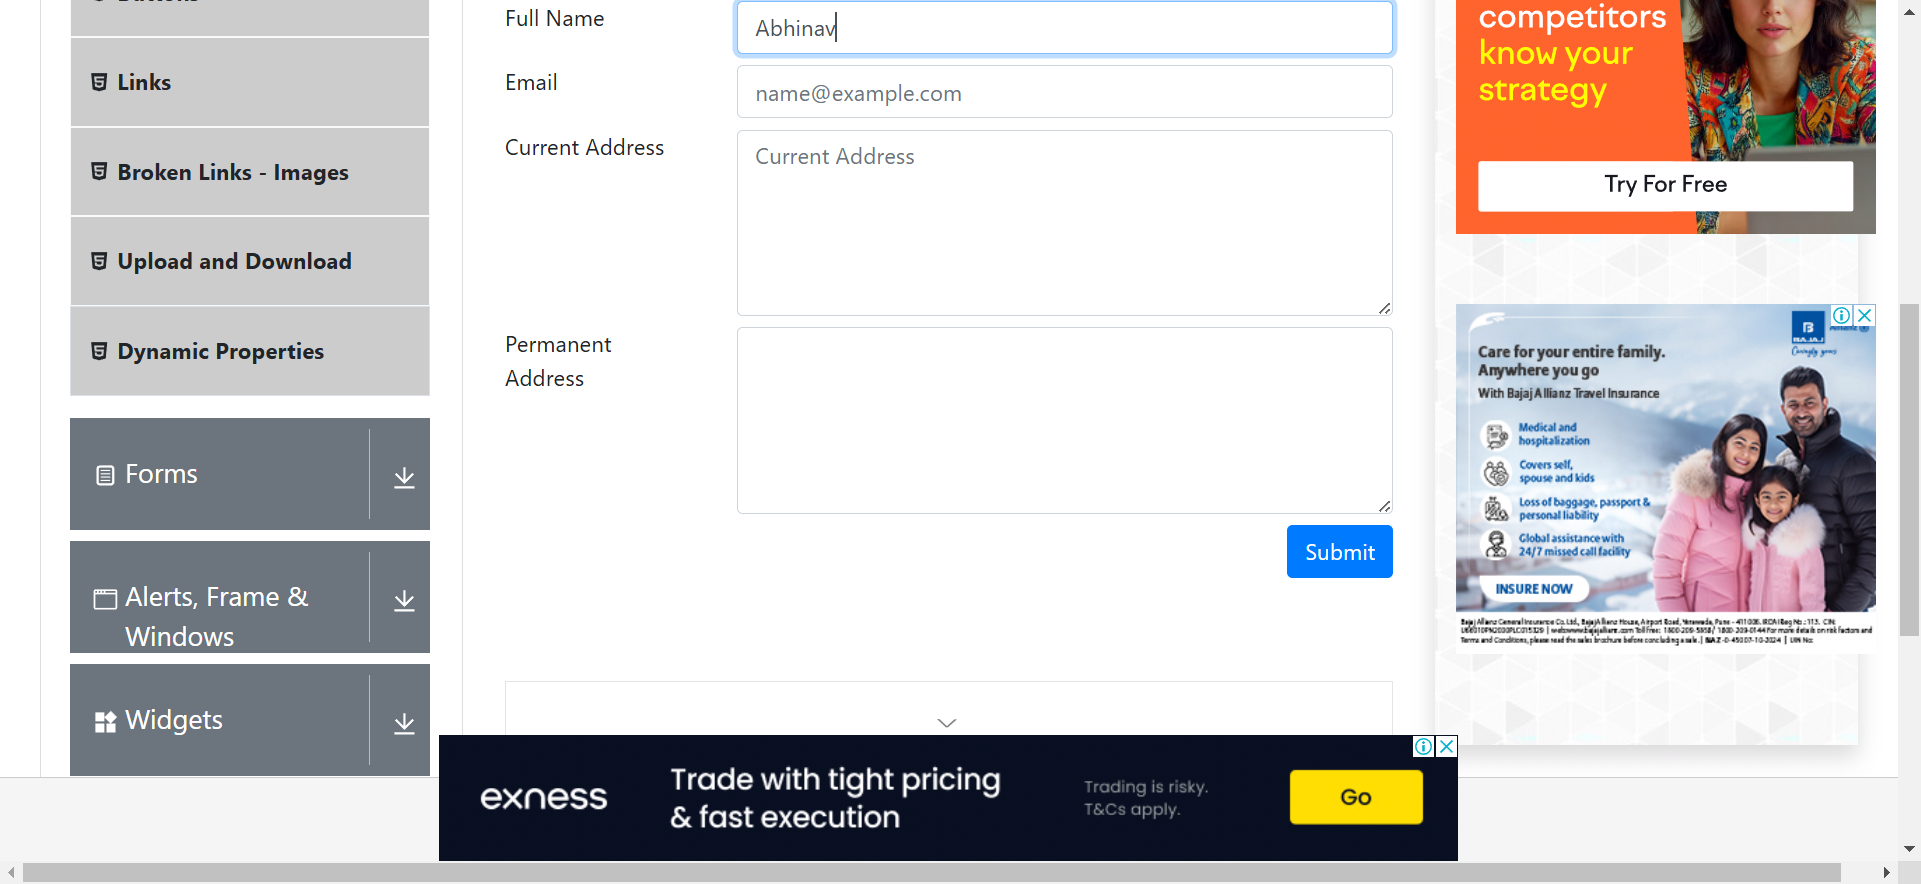 Links
Broken Links - Images
Upload and Download
Dynamic Properties
Forms
Alerts, Frame &
Windows
Widgets
Full Name
Abhinav
Email
name@example.com
Current Address
Current Address
Permanent
Address
Submit
competitors
know your
strategy
Try For Free
B
BAJAJ
Caringly yours
Care for your entire family.
Anywhere you go
With Bajaj Allianz Travel Insurance
Medical and
hospitalization
Covers self,
spouse and kids
Loss of baggage, passport &
personal liability
Global assistance with
24/7 missed call facility
INSURE NOW
exness
Trade with tight pricing
& fast execution
Trading is risky.
T&Cs apply.
Go